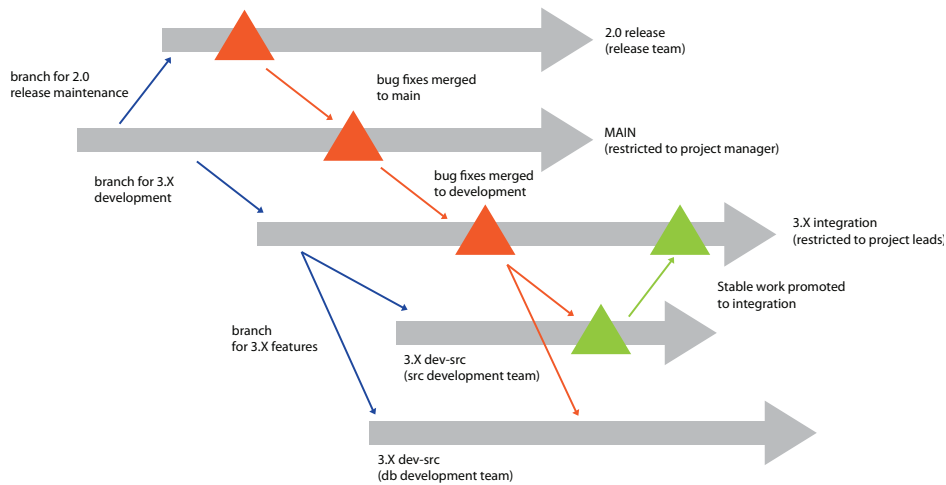 2.0 release
(release team)
branch for 2.0
release maintenance
bug fixes merged
to main
MAIN
(restricted to project manager)
branch for 3.X
development
bug fixes merged
to development
3.X integration
(restricted to project leads)
Stable work promoted
to integration
branch
for 3.X features
3.X dev-src
(src development team)
3.X dev-src
(db development team)